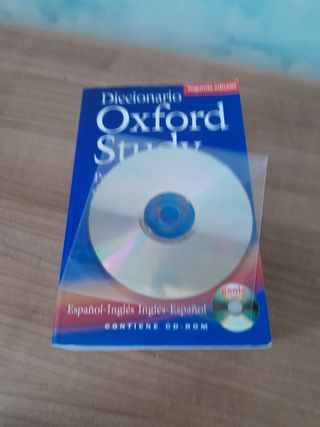 Segunda edición
Diccionario
Oxford
Study
Español-Inglés Inglés-Español
CONTIENE CD-ROM